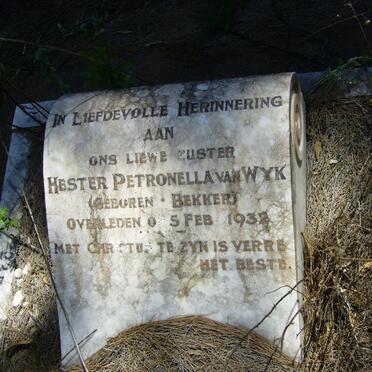 IN LIEFDEVOLLE HERINNERING
AAN
ONS LIEWE SUSTER
HESTER PETRONELLA VAN WYK
(GEBOREN BEKKER)
OVERLEDEN 5 FEB 1932
MET CHRISTUS TE ZYN IS VERRE
HET BESTE.